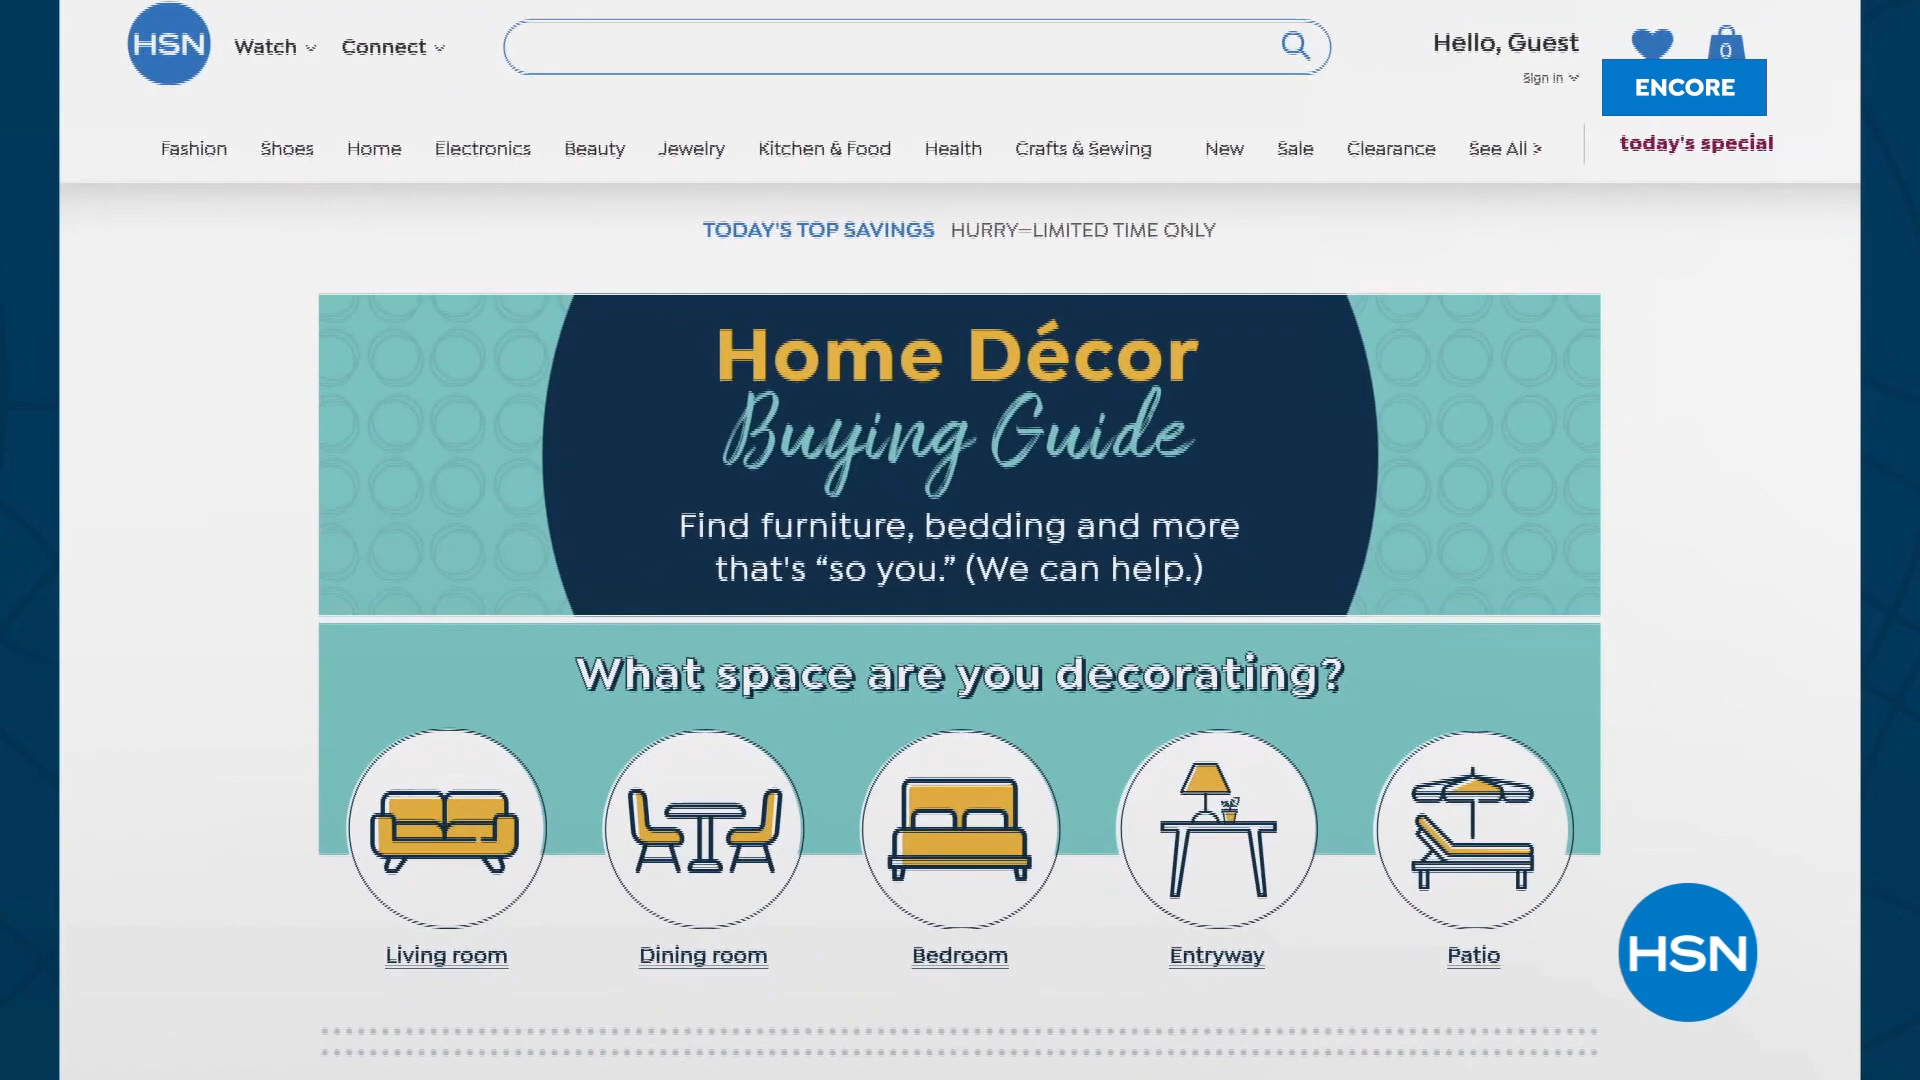 HSN
Watch
Connect
Hello, Guest
Sign in
0
ENCORE
Fashion Shoes Home Electronics Beauty Jewelry Kitchen & Food Health Crafts & Sewing New Sale Clearance See All >
today's special
TODAY'S TOP SAVINGS HURRY—LIMITED TIME ONLY
Home Décor
Buying Guide
Find furniture, bedding and more
that's “so you.” (We can help.)
What space are you decorating?
Living room
Dining room
Bedroom
Entryway
Patio
HSN